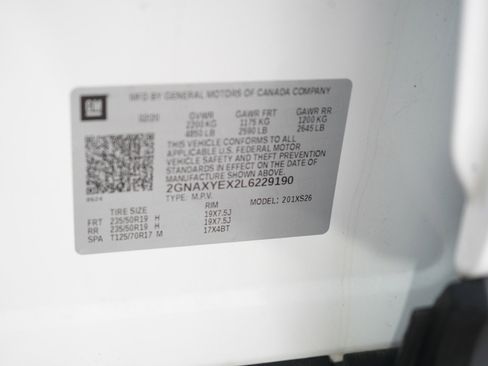 GM
MFD BY GENERAL MOTORS OF CANADA COMPANY
02/20 GVWR GAWR FRT GAWR RR
2200 KG 1175 KG 1200 KG
4850 LB 2590 LB 2645 LB
THIS VEHICLE CONFORMS TO ALL
APPLICABLE U.S. FEDERAL MOTOR
VEHICLE SAFETY AND THEFT PREVENTION
STANDARDS IN EFFECT ON THE DATE OF
MANUFACTURE SHOWN ABOVE.
2GNAXYEX2L6229190
TYPE: M.P.V. MODEL: 201XS26
TIRE SIZE RIM
FRT 235/50R19 H 19X7.5J
RR 235/50R19 H 19X7.5J
SPA T125/70R17 M 17X4BT